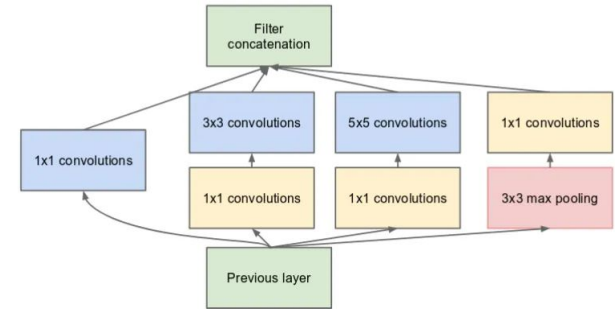 Filter
concatenation
3x3 convolutions
5x5 convolutions
1x1 convolutions
1x1 convolutions
1x1 convolutions
1x1 convolutions
3x3 max pooling
Previous layer